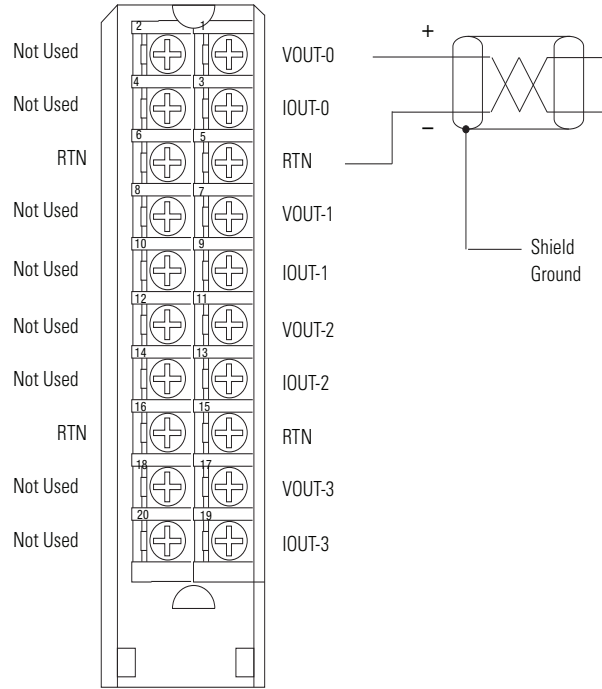 2 1
Not Used VOUT-0 +
4 3
Not Used IOUT-0
6 5 –
RTN RTN
8 7
Not Used VOUT-1
Shield
Ground
10 9
Not Used IOUT-1
12 11
Not Used VOUT-2
14 13
Not Used IOUT-2
16 15
RTN RTN
18 17
Not Used VOUT-3
20 19
Not Used IOUT-3